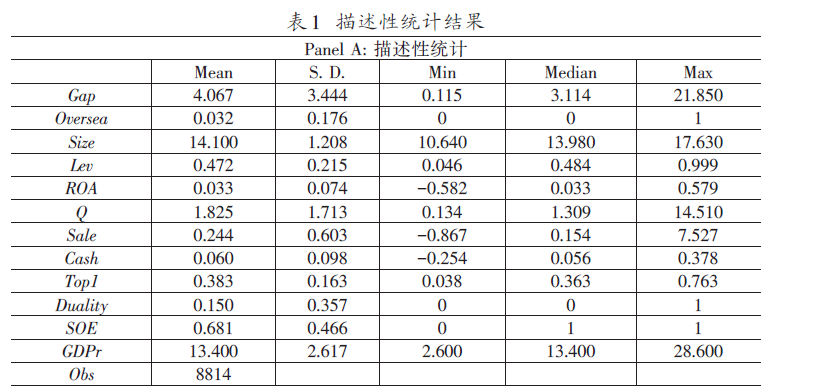 表1 描述性统计结果
Panel A: 描述性统计
Mean S. D. Min Median Max
Gap 4.067 3.444 0.115 3.114 21.850
Oversea 0.032 0.176 0 0 1
Size 14.100 1.208 10.640 13.980 17.630
Lev 0.472 0.215 0.046 0.484 0.999
ROA 0.033 0.074 -0.582 0.033 0.579
Q 1.825 1.713 0.134 1.309 14.510
Sale 0.244 0.603 -0.867 0.154 7.527
Cash 0.060 0.098 -0.254 0.056 0.378
Top1 0.383 0.163 0.038 0.363 0.763
Duality 0.150 0.357 0 0 1
SOE 0.681 0.466 0 1 1
GDPr 13.400 2.617 2.600 13.400 28.600
Obs 8814